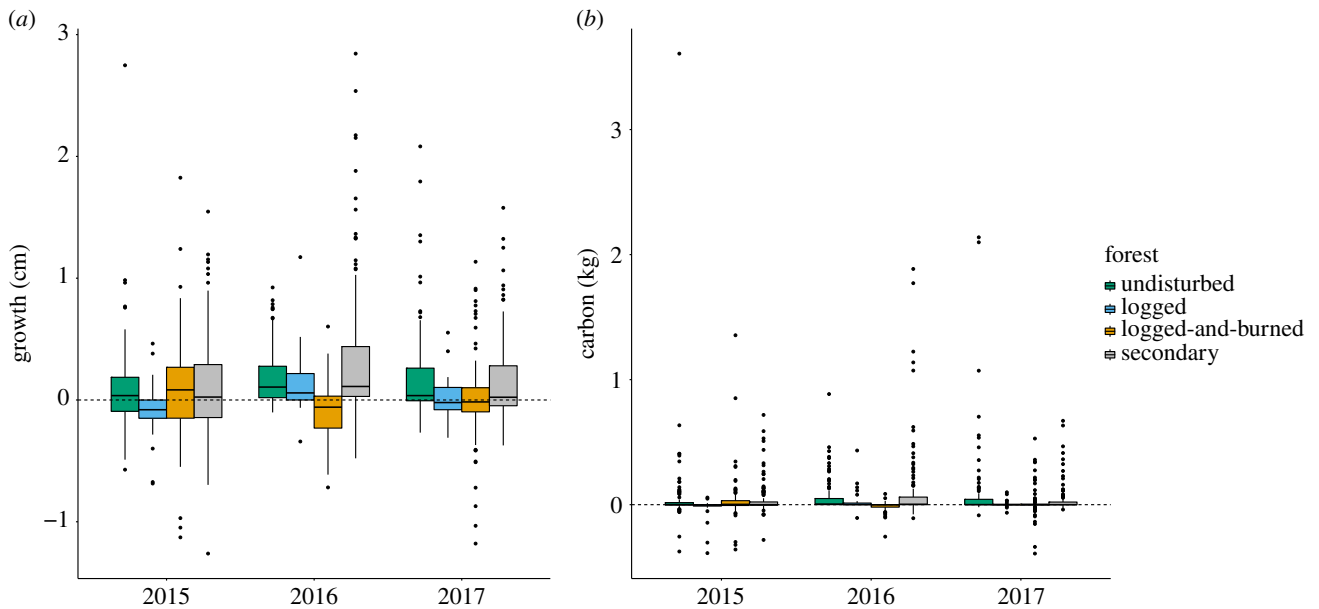 (a)
3
2
1
0
−1
growth (cm)
2015 2016 2017
(b)
3
2
1
0
carbon (kg)
2015 2016 2017
forest
undisturbed
logged
logged-and-burned
secondary